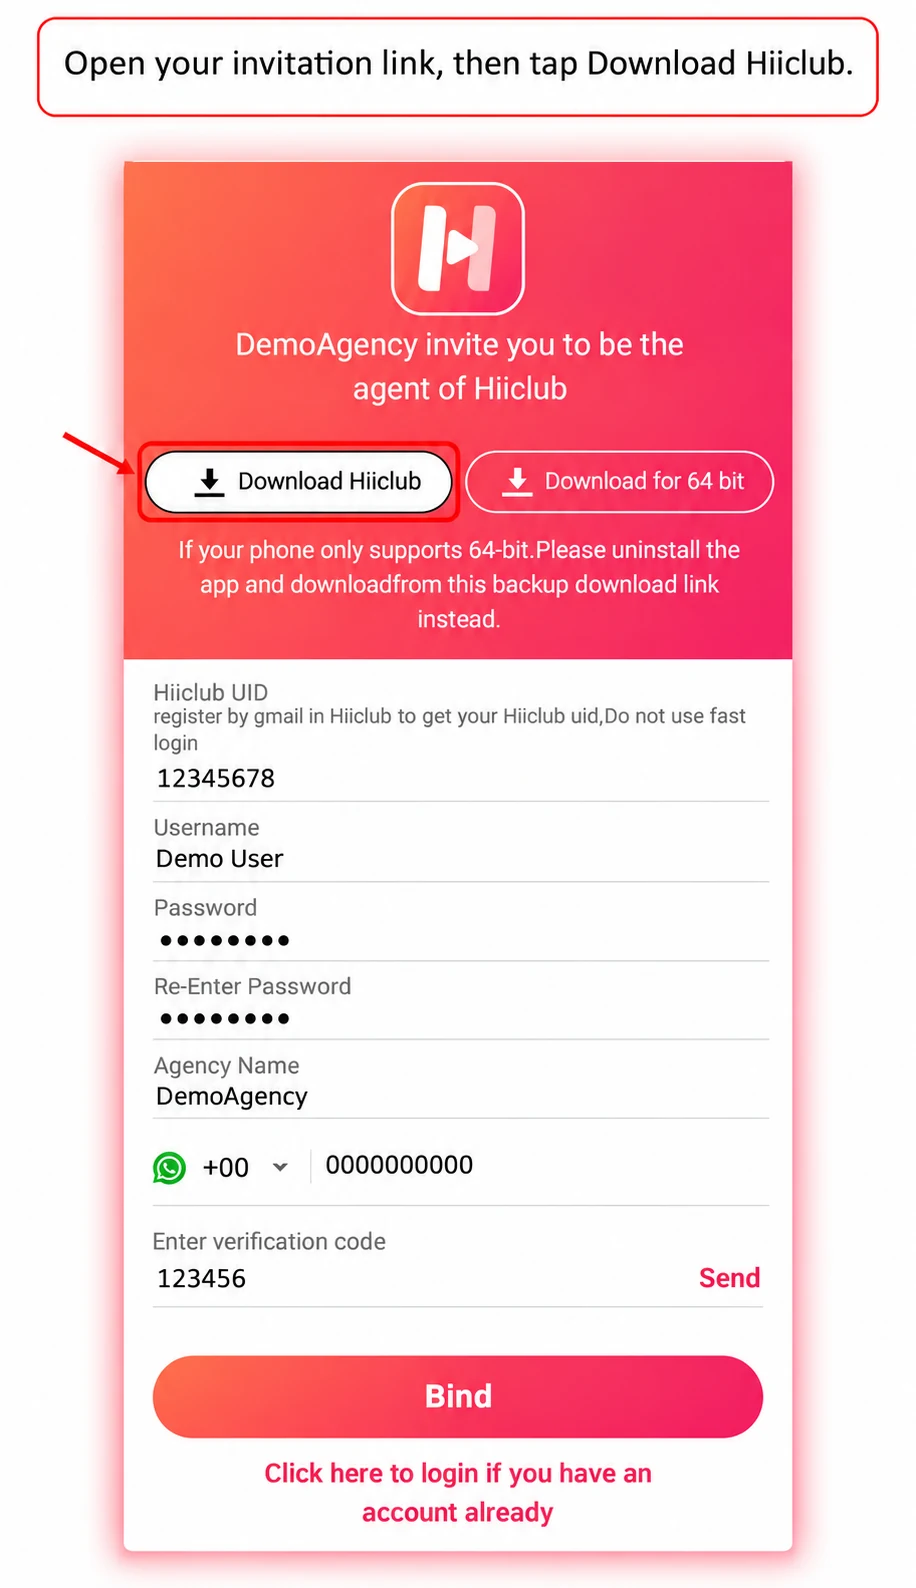 Open your invitation link, then tap Download Hiiclub.
DemoAgency invite you to be the
agent of Hiiclub
Download Hiiclub
Download for 64 bit
If your phone only supports 64-bit.Please uninstall the
app and downloadfrom this backup download link
instead.
Hiiclub UID
register by gmail in Hiiclub to get your Hiiclub uid,Do not use fast
login
12345678
Username
Demo User
Password
••••••••
Re-Enter Password
••••••••
Agency Name
DemoAgency
+00 0000000000
Enter verification code
123456 Send
Bind
Click here to login if you have an
account already